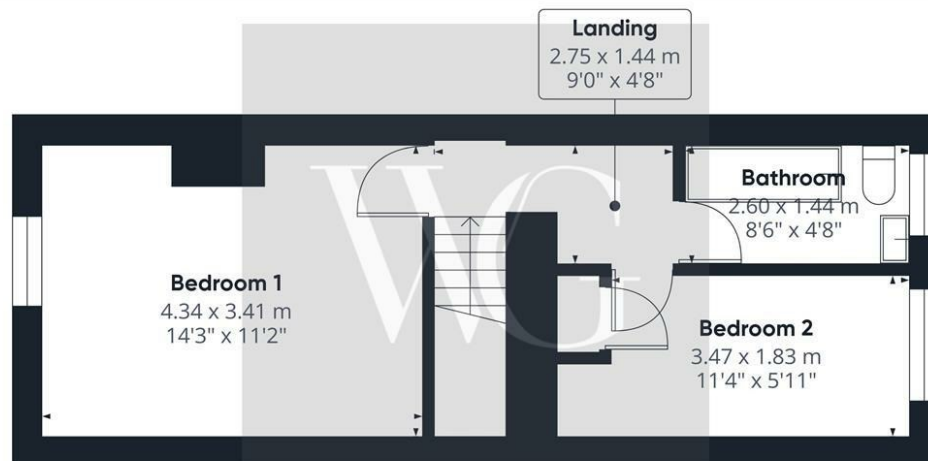 Landing
2.75 x 1.44 m
9'0" x 4'8"
Bathroom
2.60 x 1.44 m
8'6" x 4'8"
Bedroom 1
4.34 x 3.41 m
14'3" x 11'2"
Bedroom 2
3.47 x 1.83 m
11'4" x 5'11"
WG